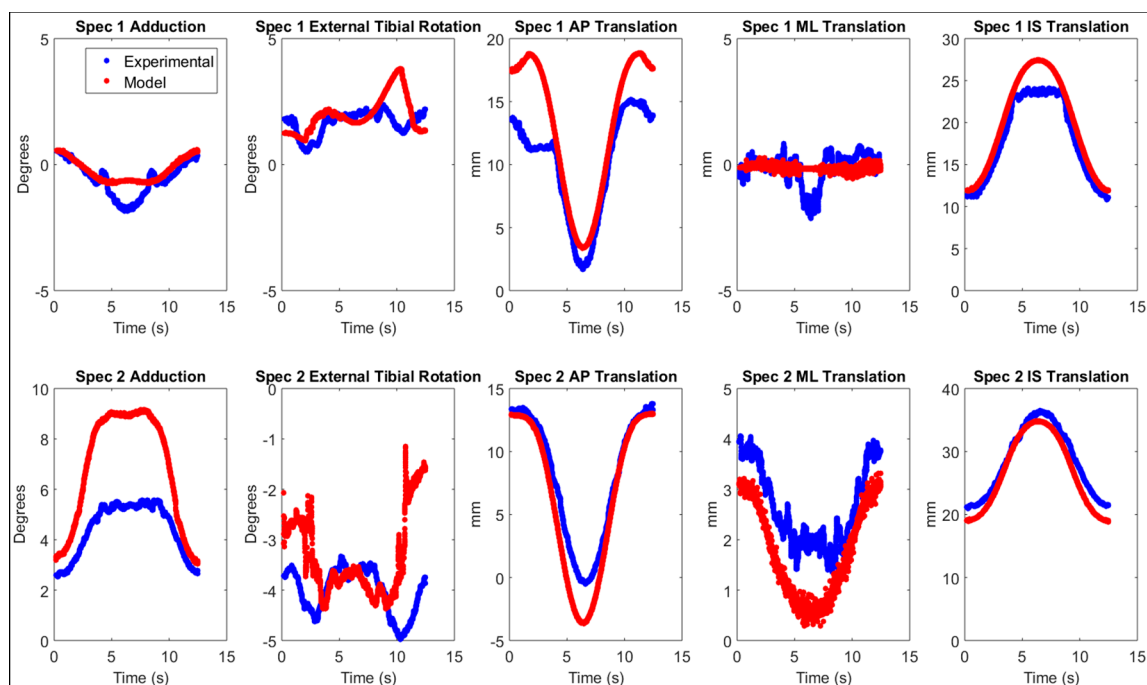 Spec 1 Adduction
Spec 1 External Tibial Rotation
Spec 1 AP Translation
Spec 1 ML Translation
Spec 1 IS Translation
Experimental
Model
Degrees
5
0
-5
0
5
10
15
Time (s)
Degrees
5
0
-5
0
5
10
15
Time (s)
mm
20
15
10
5
0
0
5
10
15
Time (s)
mm
5
0
-5
0
5
10
15
Time (s)
mm
30
25
20
15
10
5
0
0
5
10
15
Time (s)
Spec 2 Adduction
Spec 2 External Tibial Rotation
Spec 2 AP Translation
Spec 2 ML Translation
Spec 2 IS Translation
Degrees
10
8
6
4
2
0
0
5
10
15
Time (s)
Degrees
0
-1
-2
-3
-4
-5
0
5
10
15
Time (s)
mm
15
10
5
0
-5
0
5
10
15
Time (s)
mm
5
4
3
2
1
0
0
5
10
15
Time (s)
mm
40
30
20
10
0
0
5
10
15
Time (s)